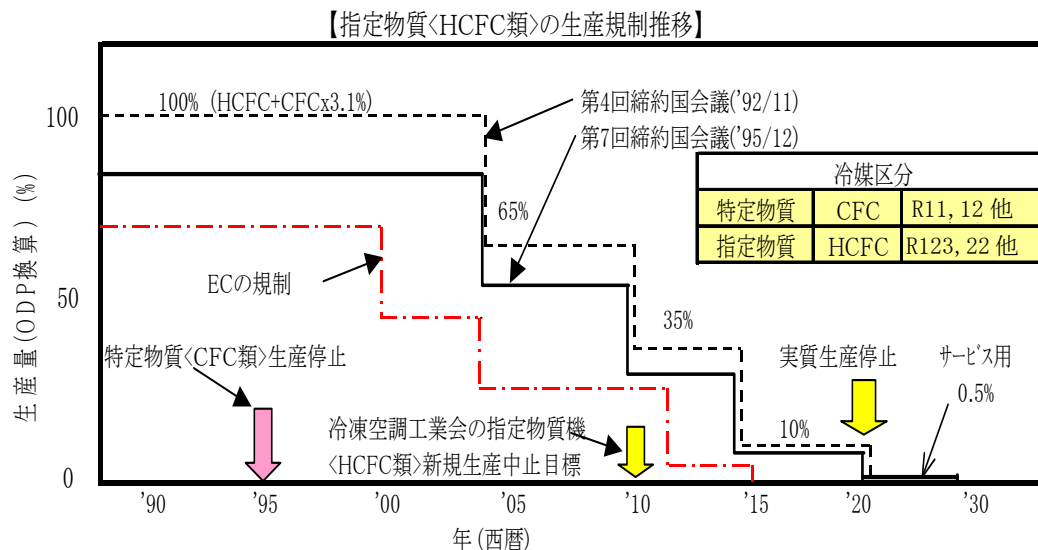 【指定物質〈HCFC類〉の生産規制推移】
100% (HCFC+CFCx3.1%)
第4回締約国会議('92/11)
第7回締約国会議('95/12)
冷媒区分
特定物質 CFC R11, 12 他
指定物質 HCFC R123, 22 他
100
50
0
生産量(ODP換算) (%)
65%
ECの規制
35%
特定物質〈CFC類〉生産停止
実質生産停止
サービス用
0.5%
冷凍空調工業会の指定物質機
〈HCFC類〉新規生産中止目標
10%
'90 '95 '00 '05 '10 '15 '20 '30
年(西暦)